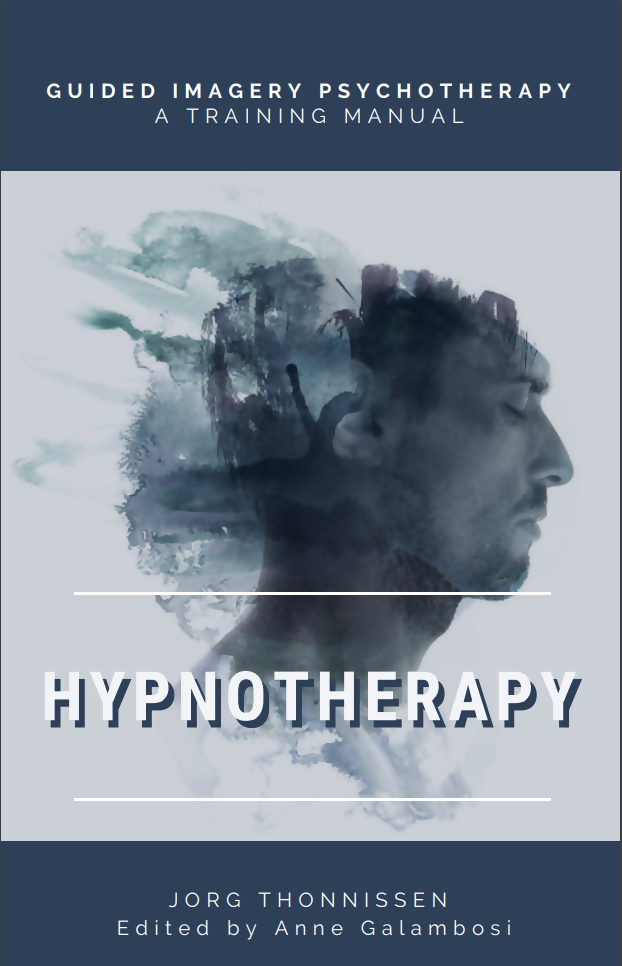 GUIDED IMAGERY PSYCHOTHERAPY
A TRAINING MANUAL
HYPNOTHERAPY
JORG THONNISSEN
Edited by Anne Galambosi